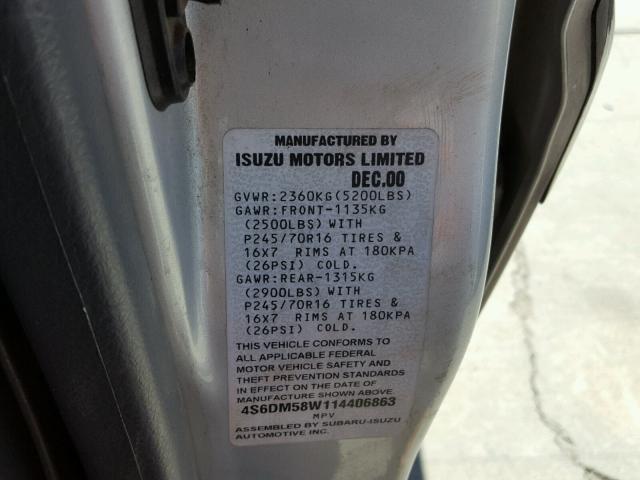 MANUFACTURED BY
ISUZU MOTORS LIMITED
DEC.00
GVWR:2360KG(5200LBS)
GAWR:FRONT-1135KG
(2500LBS) WITH
P245/70R16 TIRES &
16X7 RIMS AT 180KPA
(26PSI) COLD.
GAWR:REAR-1315KG
(2900LBS) WITH
P245/70R16 TIRES &
16X7 RIMS AT 180KPA
(26PSI) COLD.
THIS VEHICLE CONFORMS TO
ALL APPLICABLE FEDERAL
MOTOR VEHICLE SAFETY AND
THEFT PREVENTION STANDARDS
IN EFFECT ON THE DATE OF
MANUFACTURE SHOWN ABOVE.
4S6DM58W114406863
MPV
ASSEMBLED BY SUBARU-ISUZU
AUTOMOTIVE INC.